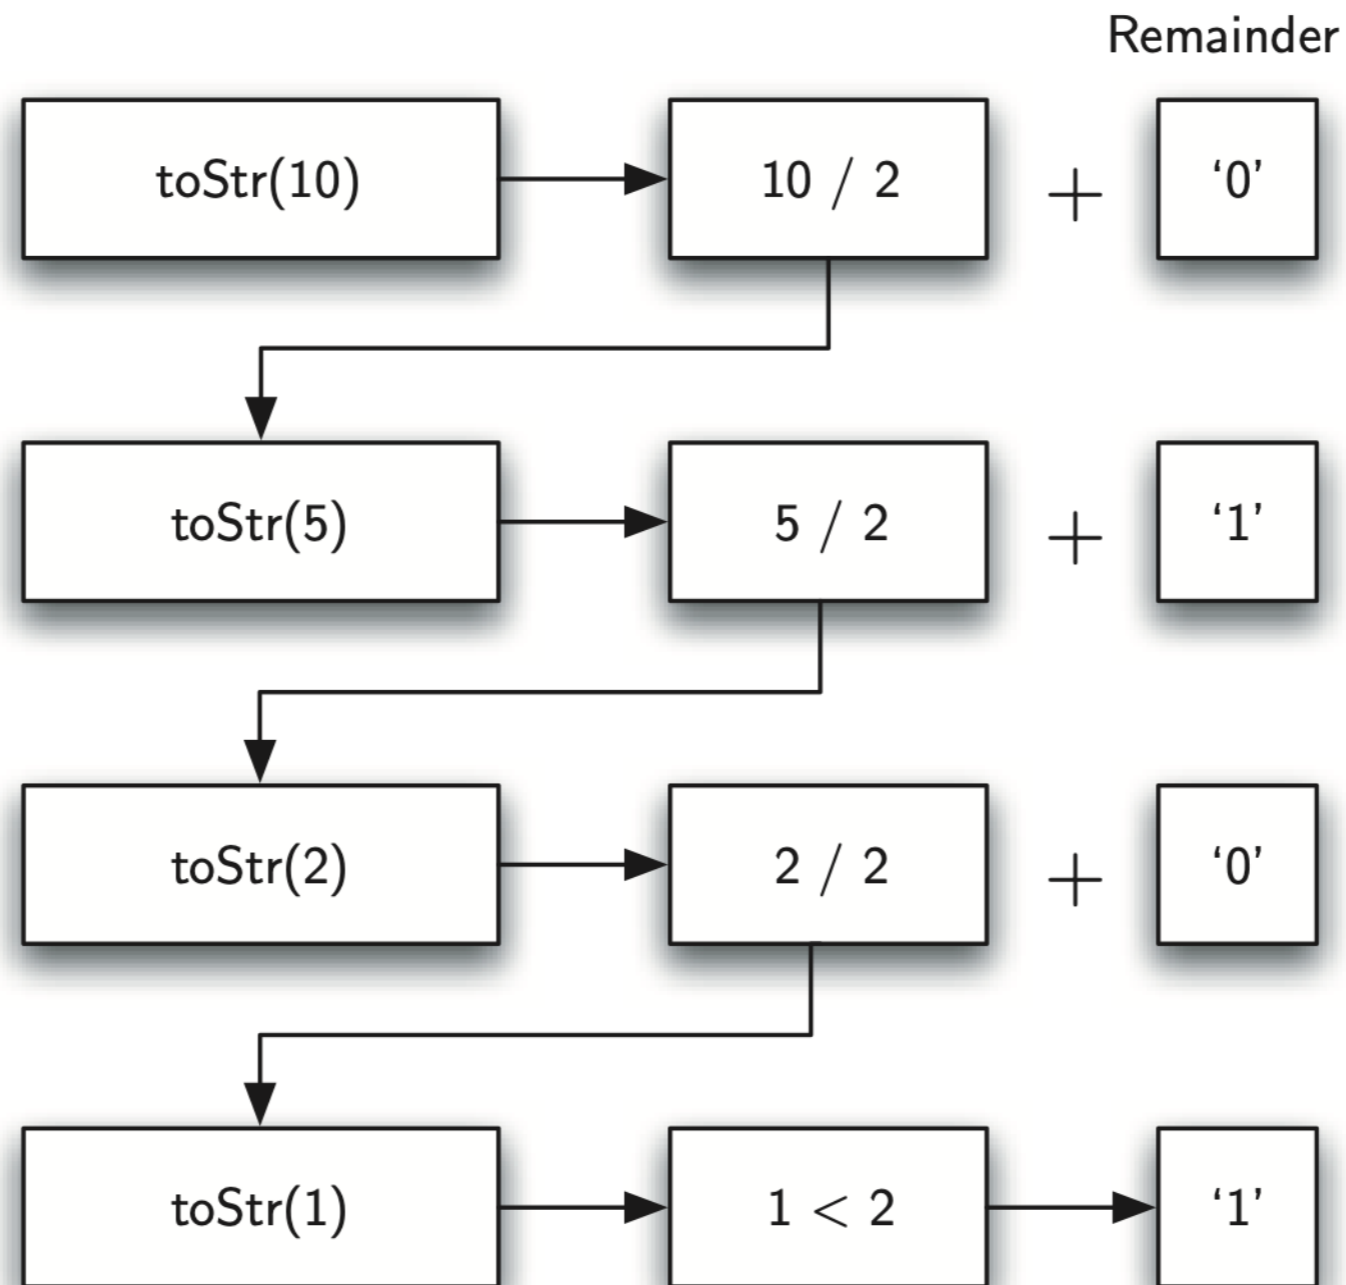 Remainder
toStr(10) 10 / 2 + ‘0’
toStr(5) 5 / 2 + ‘1’
toStr(2) 2 / 2 + ‘0’
toStr(1) 1 < 2 ‘1’